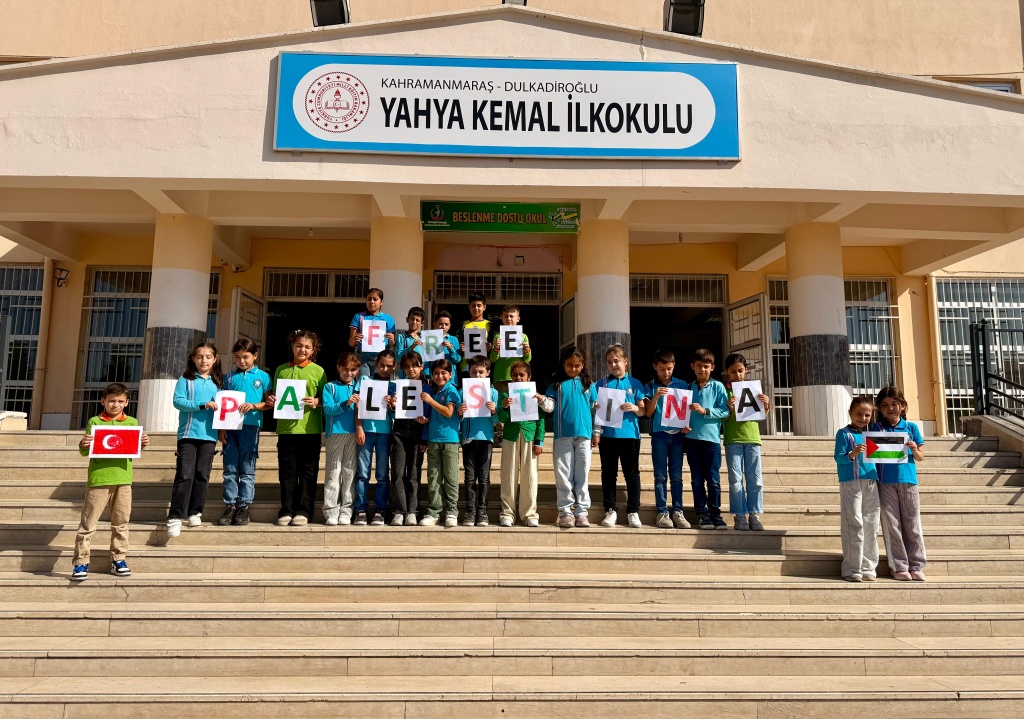 KAHRAMANMARAŞ - DULKADİROĞLU
YAHYA KEMAL İLKOKULU
BESLENME DOSTU OKUL
FREE
PALESTINA